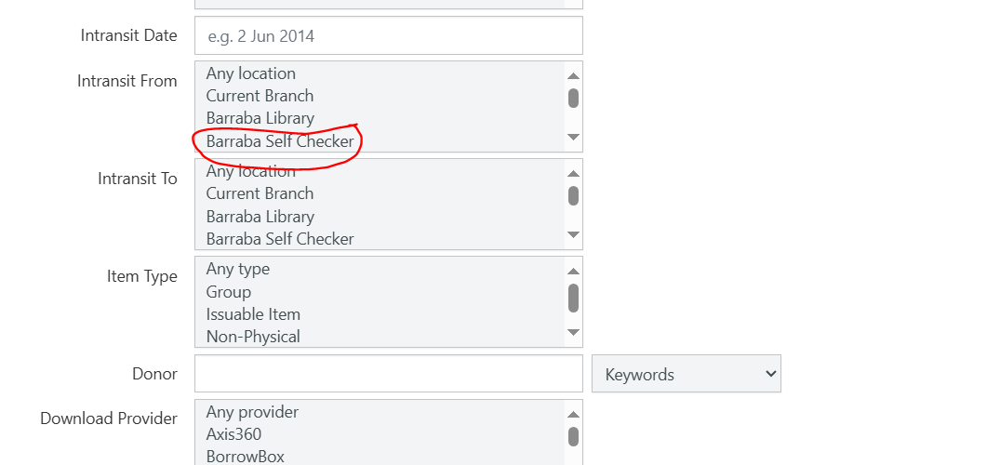 Intransit Date
e.g. 2 Jun 2014
Intransit From
Any location
Current Branch
Barraba Library
Barraba Self Checker
Intransit To
Any location
Current Branch
Barraba Library
Barraba Self Checker
Item Type
Any type
Group
Issuable Item
Non-Physical
Donor
Keywords
Download Provider
Any provider
Axis360
BorrowBox